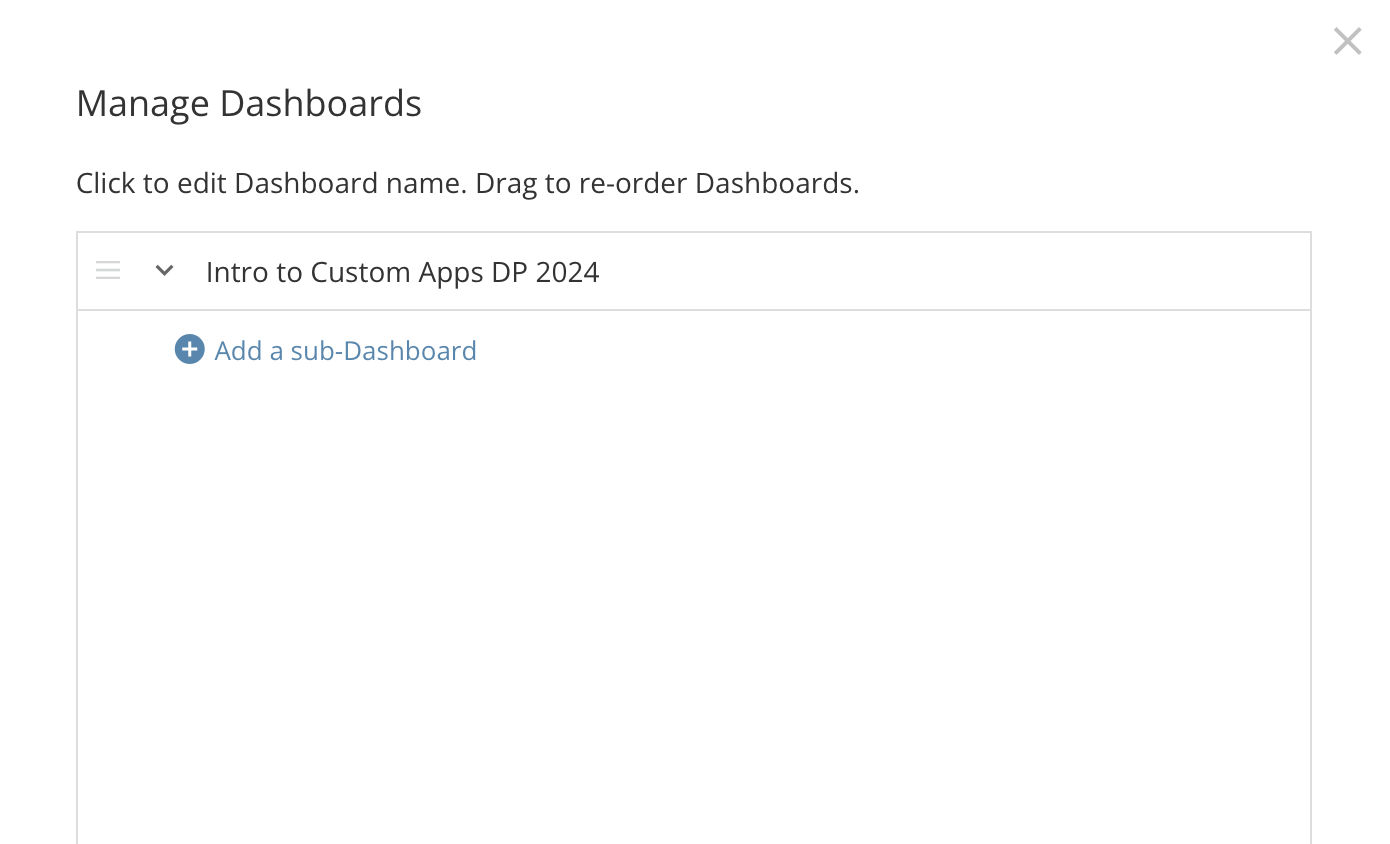 Manage Dashboards
Click to edit Dashboard name. Drag to re-order Dashboards.
Intro to Custom Apps DP 2024
Add a sub-Dashboard